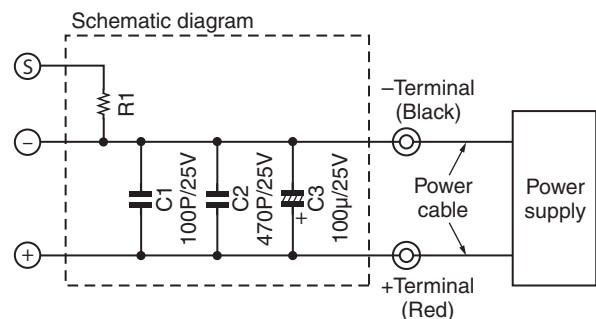 Schematic diagram
S
R1
−Terminal
(Black)
−
C1
100P/25V
C2
470P/25V
+
C3
100µ/25V
Power
cable
Power
supply
+
+Terminal
(Red)